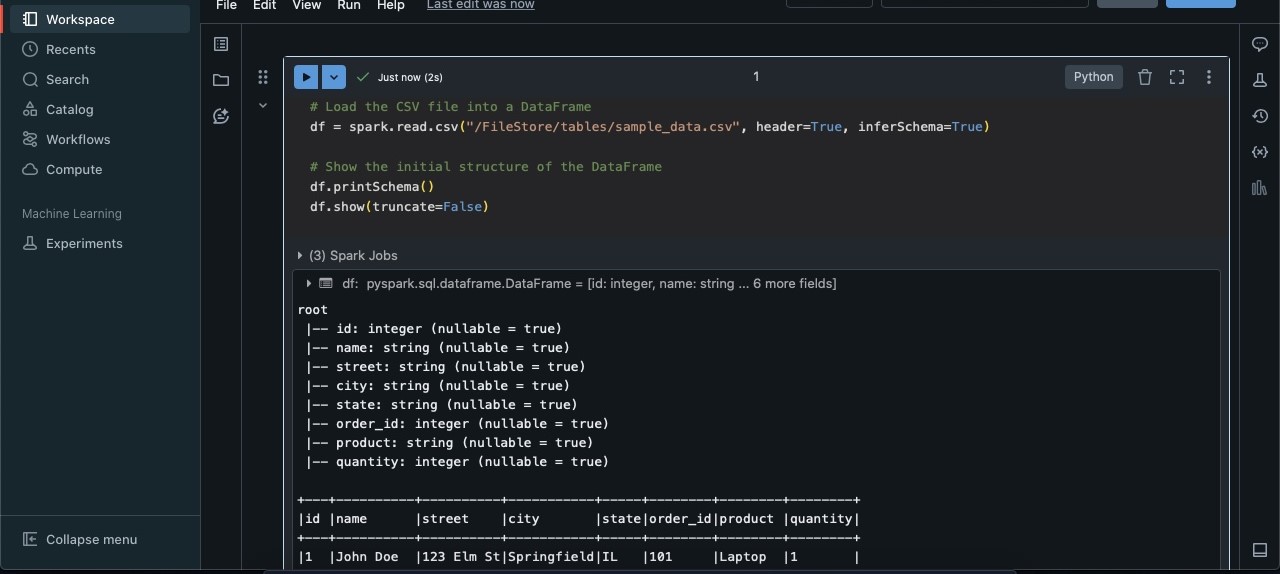 File Edit View Run Help Last edit was now
Workspace
Recents
Search
Catalog
Workflows
Compute
Machine Learning
Experiments
Collapse menu
Just now (2s)
1
Python
# Load the CSV file into a DataFrame
df = spark.read.csv("/FileStore/tables/sample_data.csv", header=True, inferSchema=True)
# Show the initial structure of the DataFrame
df.printSchema()
df.show(truncate=False)
(3) Spark Jobs
df: pyspark.sql.dataframe.DataFrame = [id: integer, name: string ... 6 more fields]
root
|-- id: integer (nullable = true)
|-- name: string (nullable = true)
|-- street: string (nullable = true)
|-- city: string (nullable = true)
|-- state: string (nullable = true)
|-- order_id: integer (nullable = true)
|-- product: string (nullable = true)
|-- quantity: integer (nullable = true)
+---+----------+----------+-----------+-----+--------+--------+--------+
|id |name      |street    |city       |state|order_id|product |quantity|
+---+----------+----------+-----------+-----+--------+--------+--------+
|1  |John Doe  |123 Elm St|Springfield|IL   |101     |Laptop  |1       |